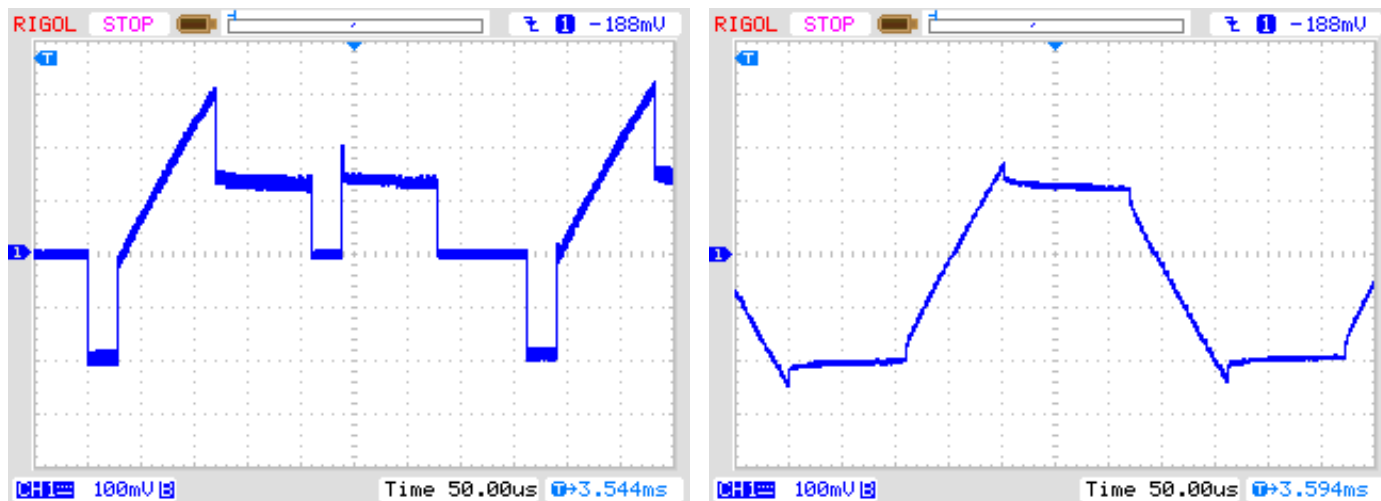 RIGOL STOP 1 -188mV
T
1
CH1 100mV B Time 50.00us T→3.544ms
RIGOL STOP 1 -188mV
T
1
CH1 100mV B Time 50.00us T→3.594ms